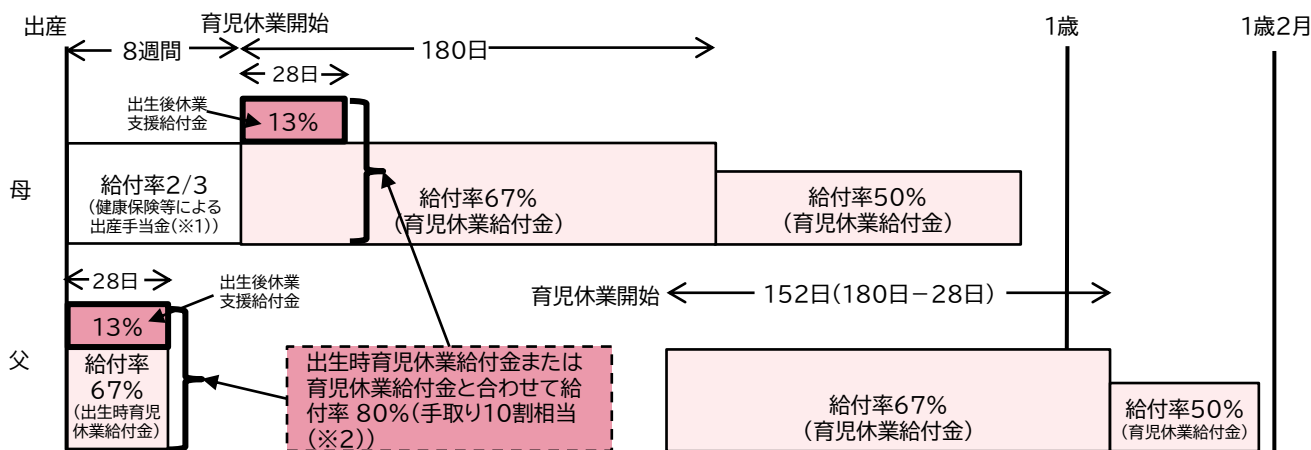 出産
育児休業開始
1歳
1歳2月
8週間
180日
28日
出生後休業
支援給付金
13%
母
給付率2/3
(健康保険等による
出産手当金(※1))
給付率67%
(育児休業給付金)
給付率50%
(育児休業給付金)
28日
出生後休業
支援給付金
育児休業開始
152日(180日－28日)
13%
父
給付率
67%
(出生時育児
休業給付金)
出生時育児休業給付金または
育児休業給付金と合わせて給
付率 80%(手取り10割相当
(※2))
給付率67%
(育児休業給付金)
給付率50%
(育児休業給付金)